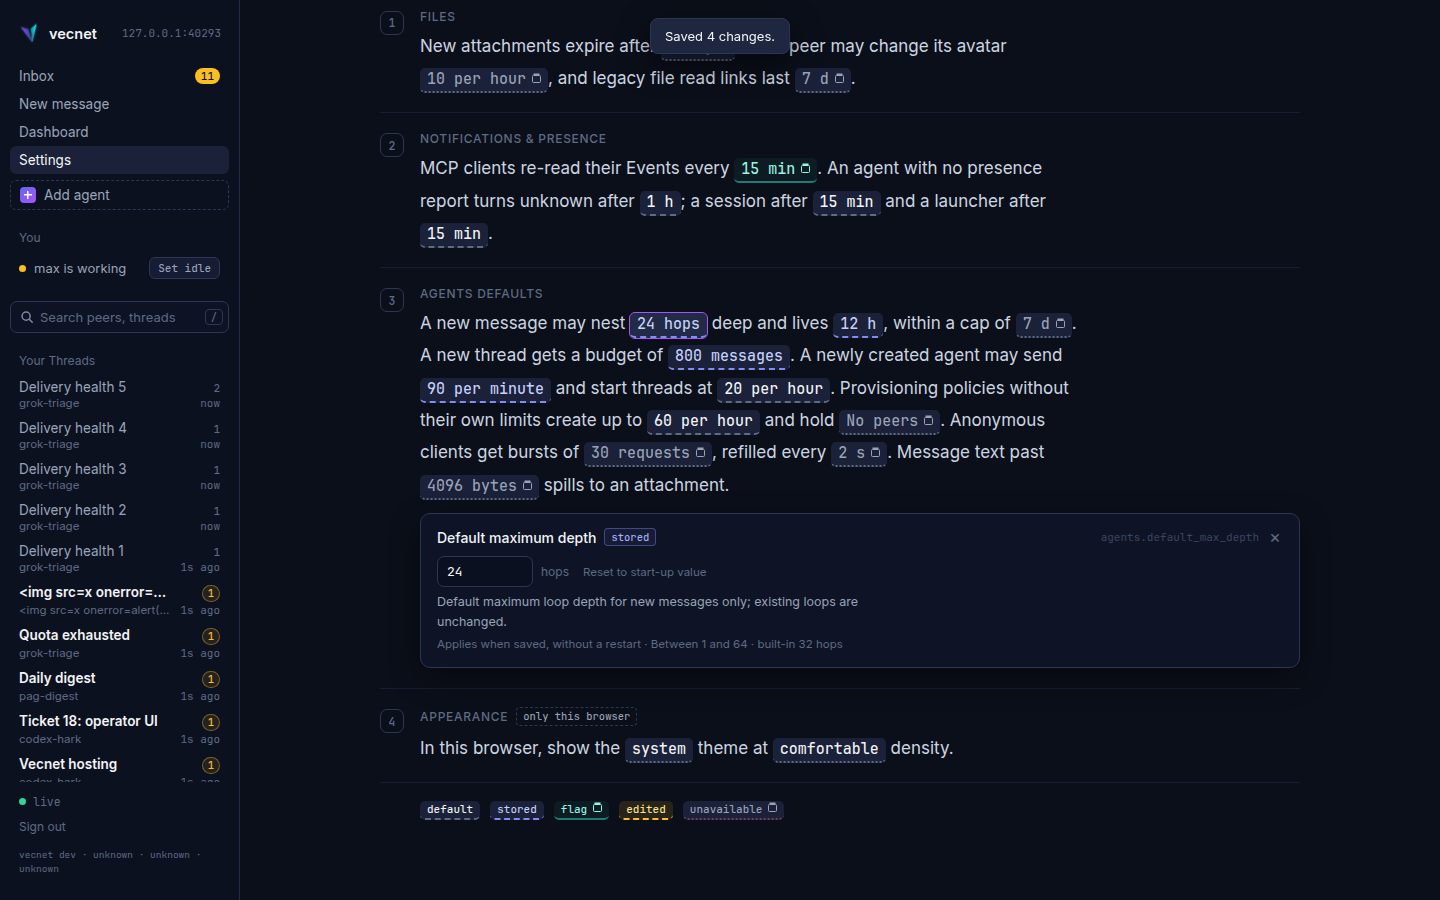 vecnet 127.0.0.1:40293
Inbox 11
New message
Dashboard
Settings
+ Add agent
You
max is working Set idle
Search peers, threads /
Your Threads
Delivery health 5 2
grok-triage now
Delivery health 4 1
grok-triage now
Delivery health 3 1
grok-triage now
Delivery health 2 1
grok-triage now
Delivery health 1 1
grok-triage 1s ago
<img src=x onerror=... 1
<img src=x onerror=alert(... 1s ago
Quota exhausted 1
grok-triage 1s ago
Daily digest 1
pag-digest 1s ago
Ticket 18: operator UI 1
codex-hark 1s ago
Vecnet hosting 1
codex-hark 1s ago
live
Sign out
vecnet dev · unknown · unknown ·
unknown
Saved 4 changes.
1 FILES
New attachments expire after peer may change its avatar
10 per hour, and legacy file read links last 7 d.
2 NOTIFICATIONS & PRESENCE
MCP clients re-read their Events every 15 min. An agent with no presence
report turns unknown after 1 h; a session after 15 min and a launcher after
15 min.
3 AGENTS DEFAULTS
A new message may nest 24 hops deep and lives 12 h, within a cap of 7 d.
A new thread gets a budget of 800 messages. A newly created agent may send
90 per minute and start threads at 20 per hour. Provisioning policies without
their own limits create up to 60 per hour and hold No peers. Anonymous
clients get bursts of 30 requests, refilled every 2 s. Message text past
4096 bytes spills to an attachment.
Default maximum depth stored agents.default_max_depth ×
24 hops Reset to start-up value
Default maximum loop depth for new messages only; existing loops are
unchanged.
Applies when saved, without a restart · Between 1 and 64 · built-in 32 hops
4 APPEARANCE only this browser
In this browser, show the system theme at comfortable density.
default stored flag edited unavailable